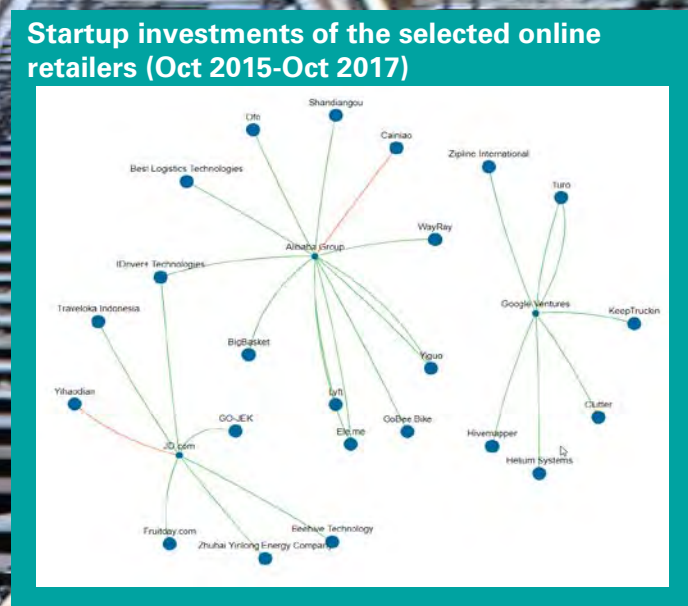 Startup investments of the selected online
retailers (Oct 2015-Oct 2017)
Shandiangou
Ofo
Cainiao
Zipline International
Best Logistics Technologies
Turo
WayRay
Alibaba Group
IDriverr Technologies
Google Ventures
Traveloka Indonesia
KeepTruckin
BigBasket
Yiguo
Yihaodian
Lyft
CLutter
GO-JEK
Ele.me
OoBee Bike
JD.com
Hivemapper
Helium Systems
Fruitday.com
Beehive Technology
Zhuhai Yinlong Energy Company